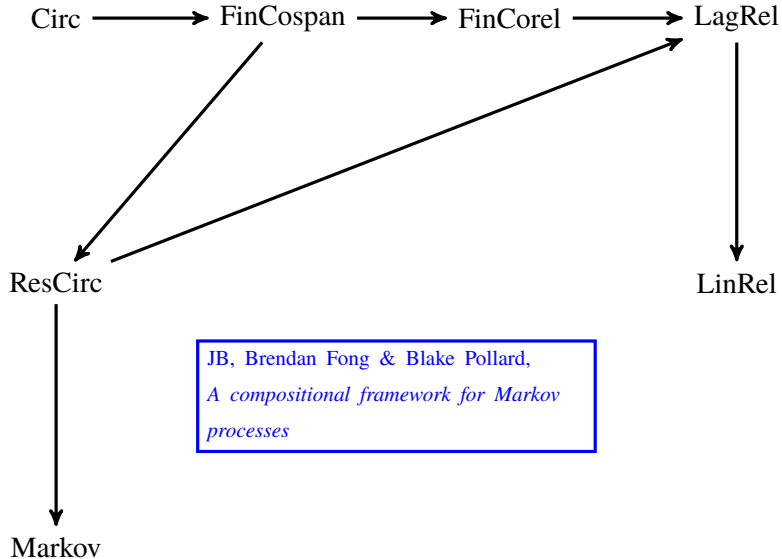 Circ FinCospan FinCorel LagRel
ResCirc LinRel
JB, Brendan Fong & Blake Pollard,
A compositional framework for Markov
processes
Markov